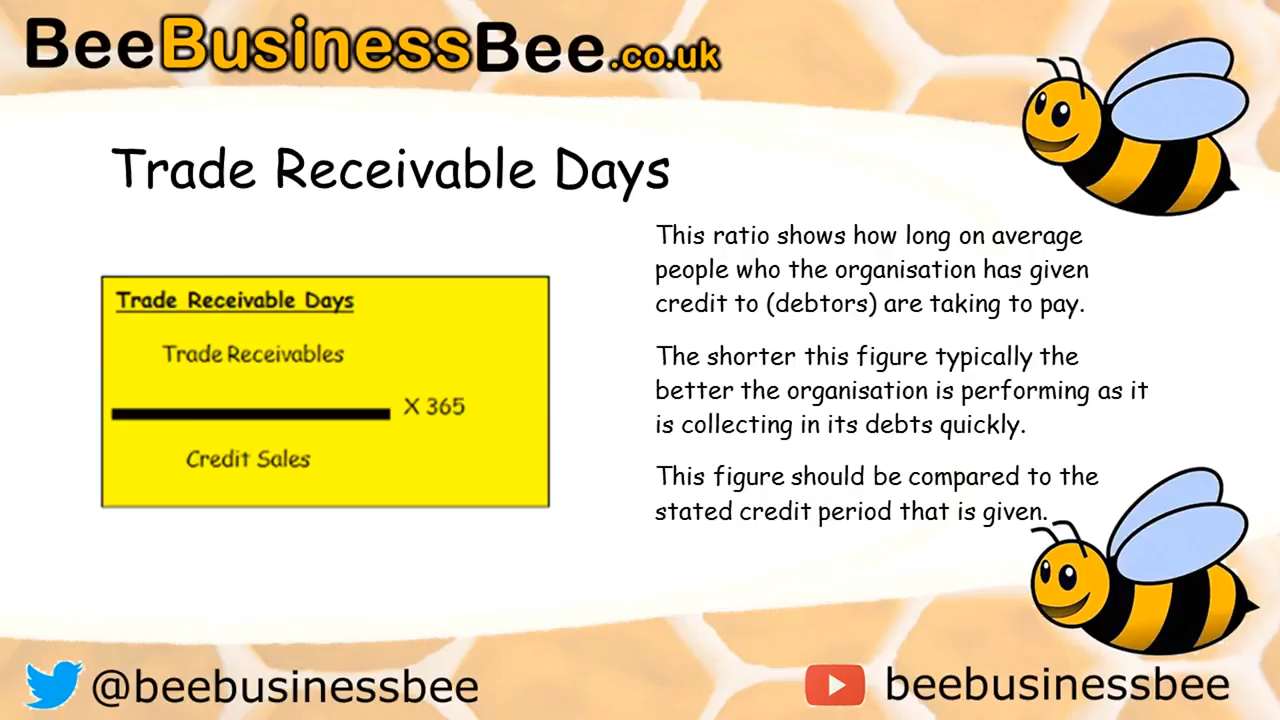 BeeBusinessBee.co.uk
Trade Receivable Days
Trade Receivable Days
Trade Receivables
X 365
Credit Sales
This ratio shows how long on average
people who the organisation has given
credit to (debtors) are taking to pay.
The shorter this figure typically the
better the organisation is performing as it
is collecting in its debts quickly.
This figure should be compared to the
stated credit period that is given.
@beebusinessbee
beebusinessbee